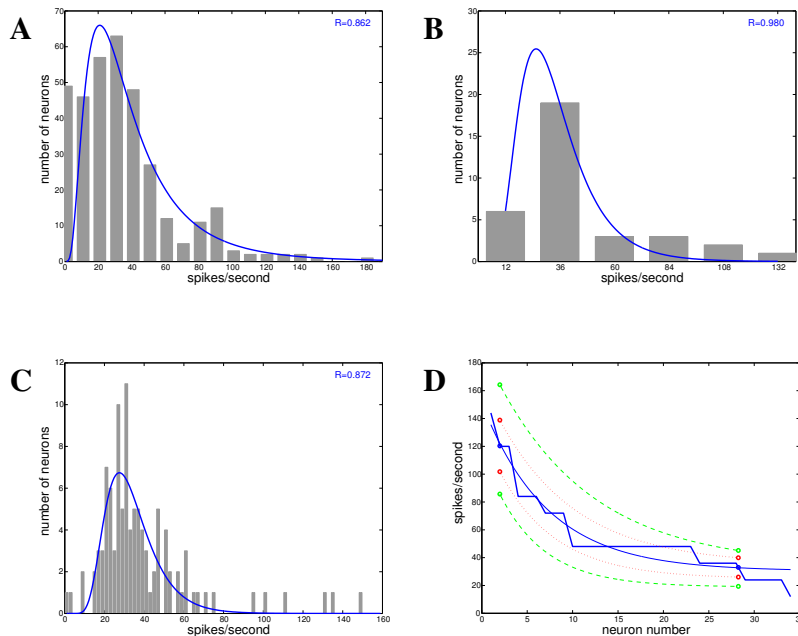 A
R=0.862
number of neurons
70
60
50
40
30
20
10
0
0 20 40 60 80 100 120 140 160 180
spikes/second
B
R=0.980
number of neurons
30
25
20
15
10
5
0
12 36 60 84 108 132
spikes/second
C
R=0.872
number of neurons
12
10
8
6
4
2
0
0 20 40 60 80 100 120 140 160
spikes/second
D
spikes/second
180
160
140
120
100
80
60
40
20
0
0 5 10 15 20 25 30 35
neuron number